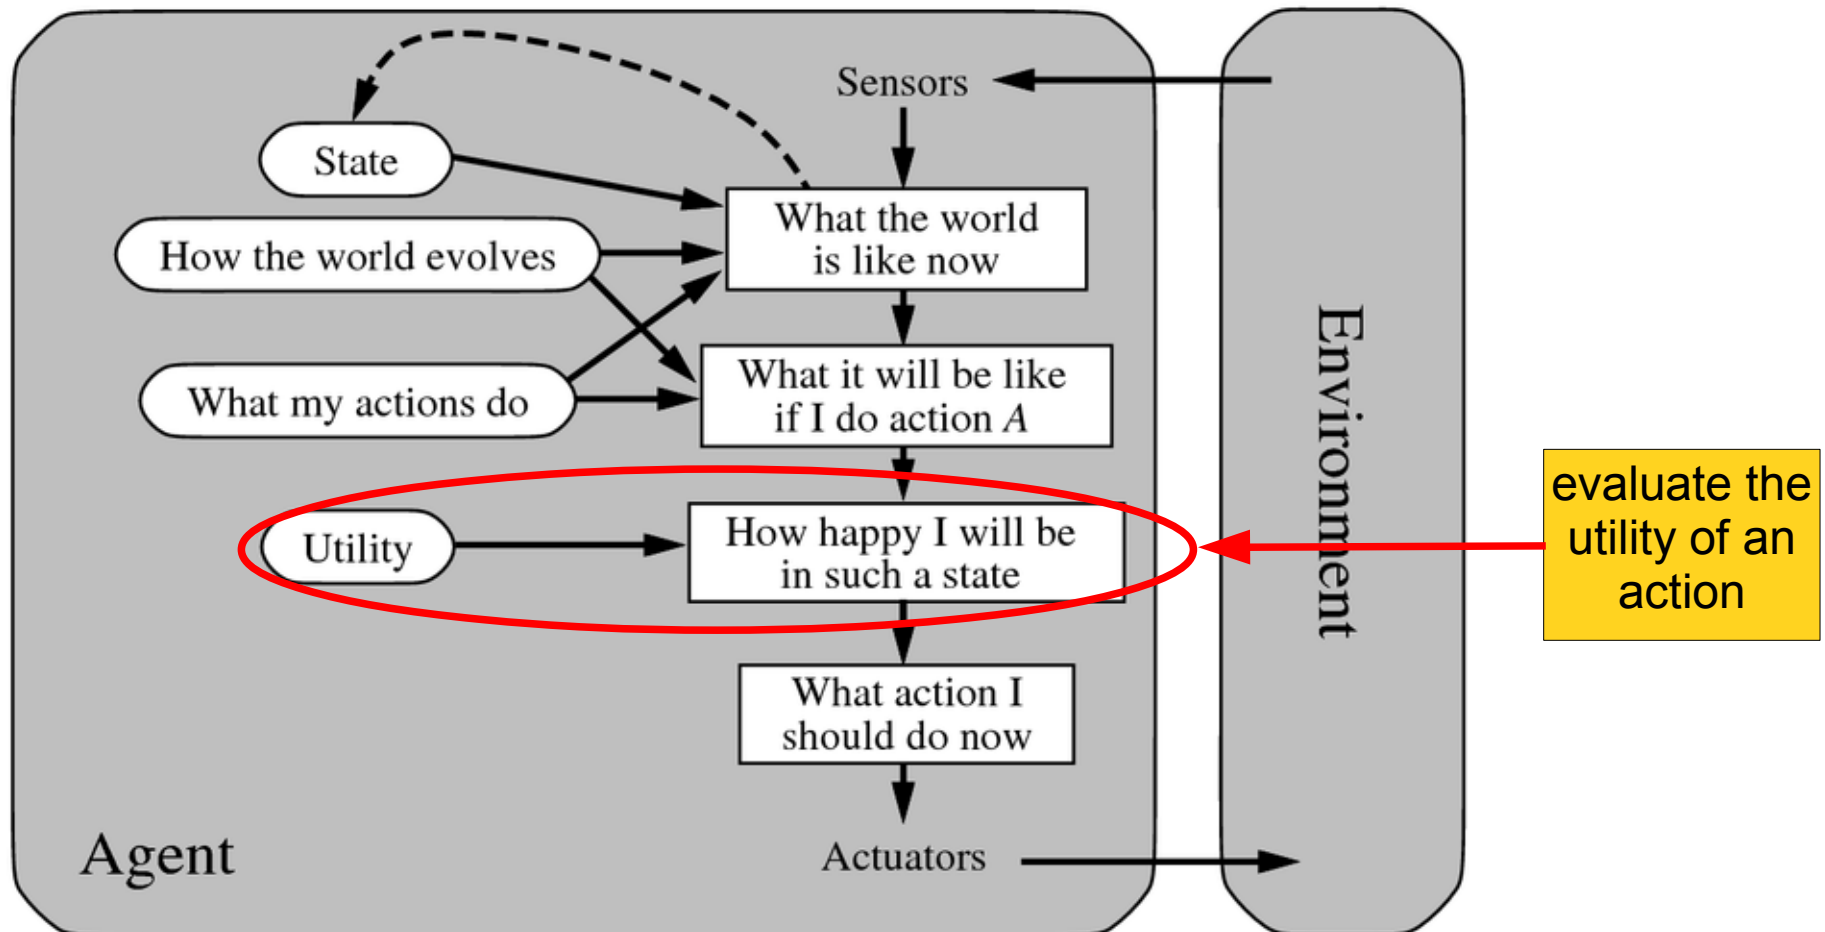 Sensors
State
What the world
is like now
How the world evolves
What it will be like
if I do action A
What my actions do
Utility
How happy I will be
in such a state
What action I
should do now
Actuators
Agent
Environment
evaluate the
utility of an
action